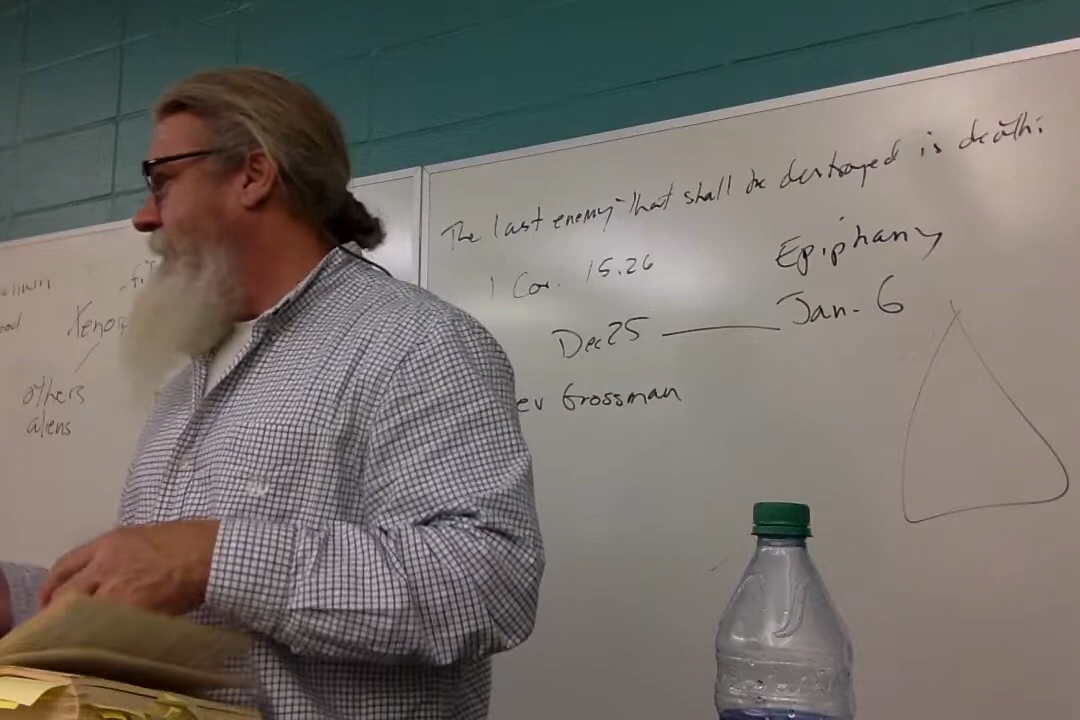 The last enemy that shall be destroyed is death:
1 Cor. 15.26
Epiphany
Dec 25 — Jan. 6
ev Grossman
others
aliens